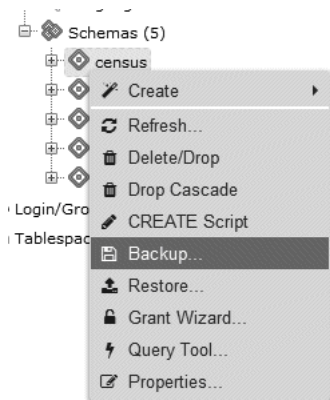 Schemas (5)
census
Create
Refresh...
Delete/Drop
Drop Cascade
Login/Gro
CREATE Script
Tablespac
Backup...
Restore...
Grant Wizard...
Query Tool...
Properties...